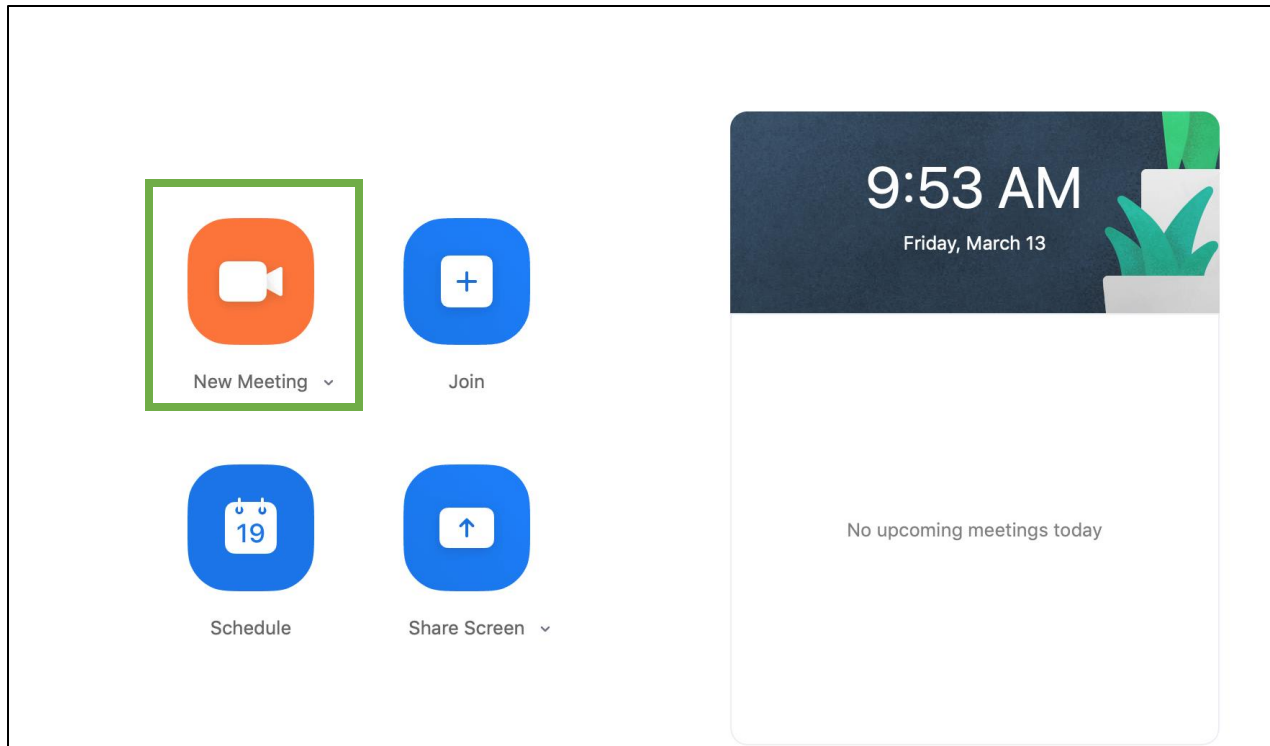 New Meeting
Join
19
Schedule
Share Screen
9:53 AM
Friday, March 13
No upcoming meetings today